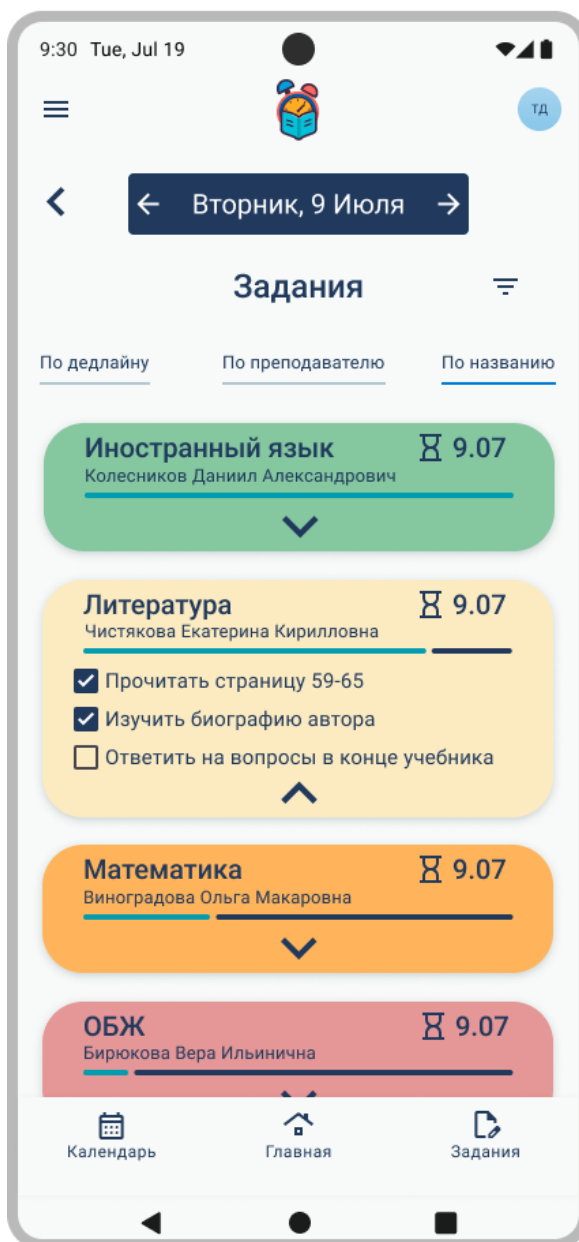 9:30 Tue, Jul 19
ТД
Вторник, 9 Июля
Задания
По дедлайну По преподавателю По названию
Иностранный язык 9.07
Колесников Даниил Александрович
Литература 9.07
Чистякова Екатерина Кирилловна
Прочитать страницу 59-65
Изучить биографию автора
Ответить на вопросы в конце учебника
Математика 9.07
Виноградова Ольга Макаровна
ОБЖ 9.07
Бирюкова Вера Ильинична
Календарь Главная Задания